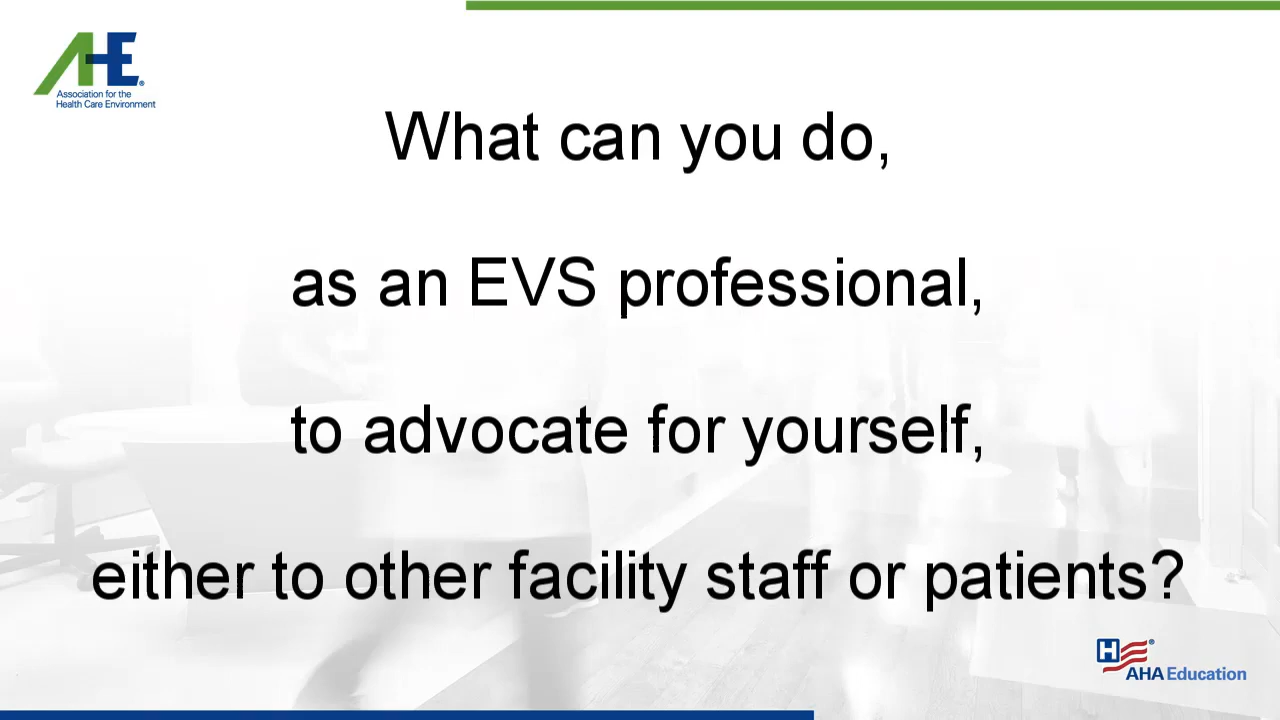 AHE®
Association for the
Health Care Environment
What can you do,
as an EVS professional,
to advocate for yourself,
either to other facility staff or patients?
H®
AHA Education